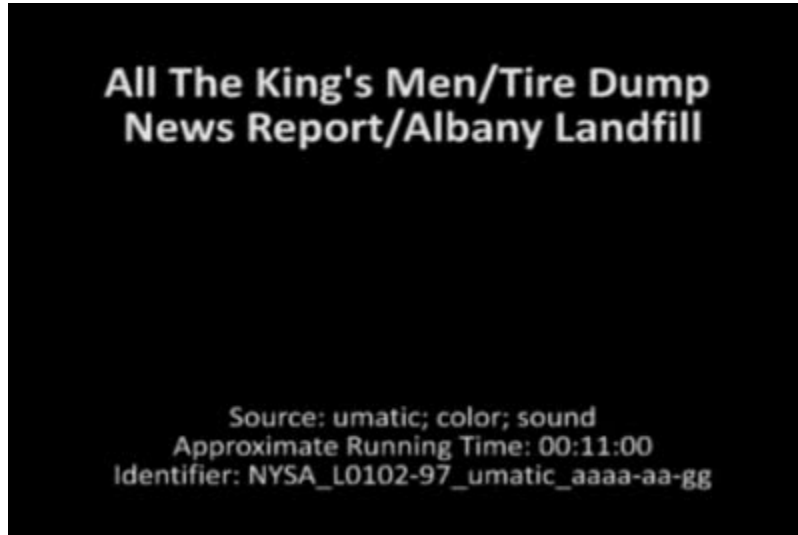 All The King's Men/Tire Dump
News Report/Albany Landfill
Source: umatic; color; sound
Approximate Running Time: 00:11:00
Identifier: NYSA_L0102-97_umatic_aaaa-aa-gg